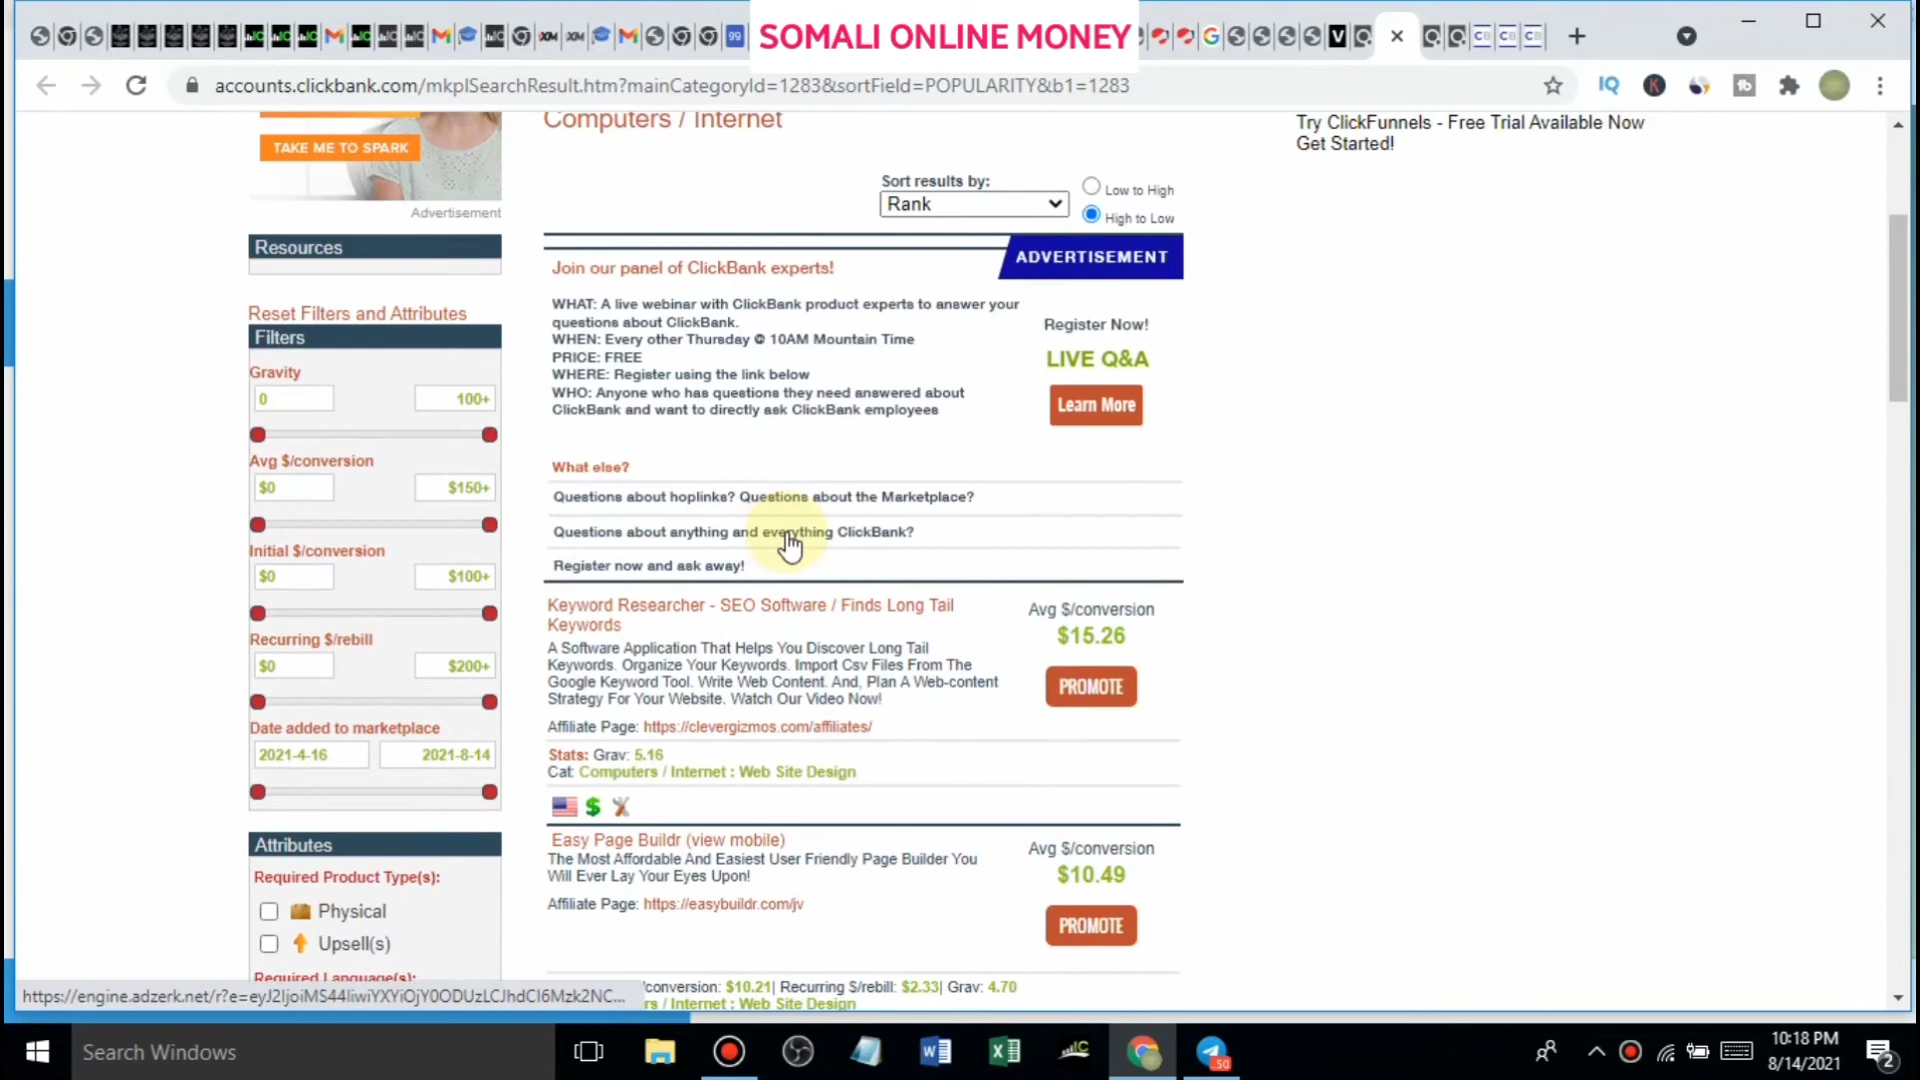 SOMALI ONLINE MONEY
accounts.clickbank.com/mkplSearchResult.htm?mainCategoryId=1283&sortField=POPULARITY&b1=1283
TAKE ME TO SPARK
Advertisement
Resources
Reset Filters and Attributes
Filters
Gravity
0 100+
Avg $/conversion
$0 $150+
Initial $/conversion
$0 $100+
Recurring $/rebill
$0 $200+
Date added to marketplace
2021-4-16 2021-8-14
Attributes
Required Product Type(s):
Physical
Upsell(s)
Required Language(s):
Computers / Internet
Sort results by:
Rank
Low to High
High to Low
ADVERTISEMENT
Join our panel of ClickBank experts!
WHAT: A live webinar with ClickBank product experts to answer your
questions about ClickBank.
WHEN: Every other Thursday @ 10AM Mountain Time
PRICE: FREE
WHERE: Register using the link below
WHO: Anyone who has questions they need answered about
ClickBank and want to directly ask ClickBank employees
Register Now!
LIVE Q&A
Learn More
What else?
Questions about hoplinks? Questions about the Marketplace?
Questions about anything and everything ClickBank?
Register now and ask away!
Keyword Researcher - SEO Software / Finds Long Tail
Keywords
A Software Application That Helps You Discover Long Tail
Keywords. Organize Your Keywords. Import Csv Files From The
Google Keyword Tool. Write Web Content. And, Plan A Web-content
Strategy For Your Website. Watch Our Video Now!
Affiliate Page: https://clevergizmos.com/affiliates/
Stats: Grav: 5.16
Cat: Computers / Internet : Web Site Design
Avg $/conversion
$15.26
PROMOTE
Easy Page Buildr (view mobile)
The Most Affordable And Easiest User Friendly Page Builder You
Will Ever Lay Your Eyes Upon!
Affiliate Page: https://easybuildr.com/jv
Avg $/conversion
$10.49
PROMOTE
/conversion: $10.21| Recurring $/rebill: $2.33| Grav: 4.70
rs / Internet : Web Site Design
Try ClickFunnels - Free Trial Available Now
Get Started!
Search Windows
50
10:18 PM
8/14/2021
2